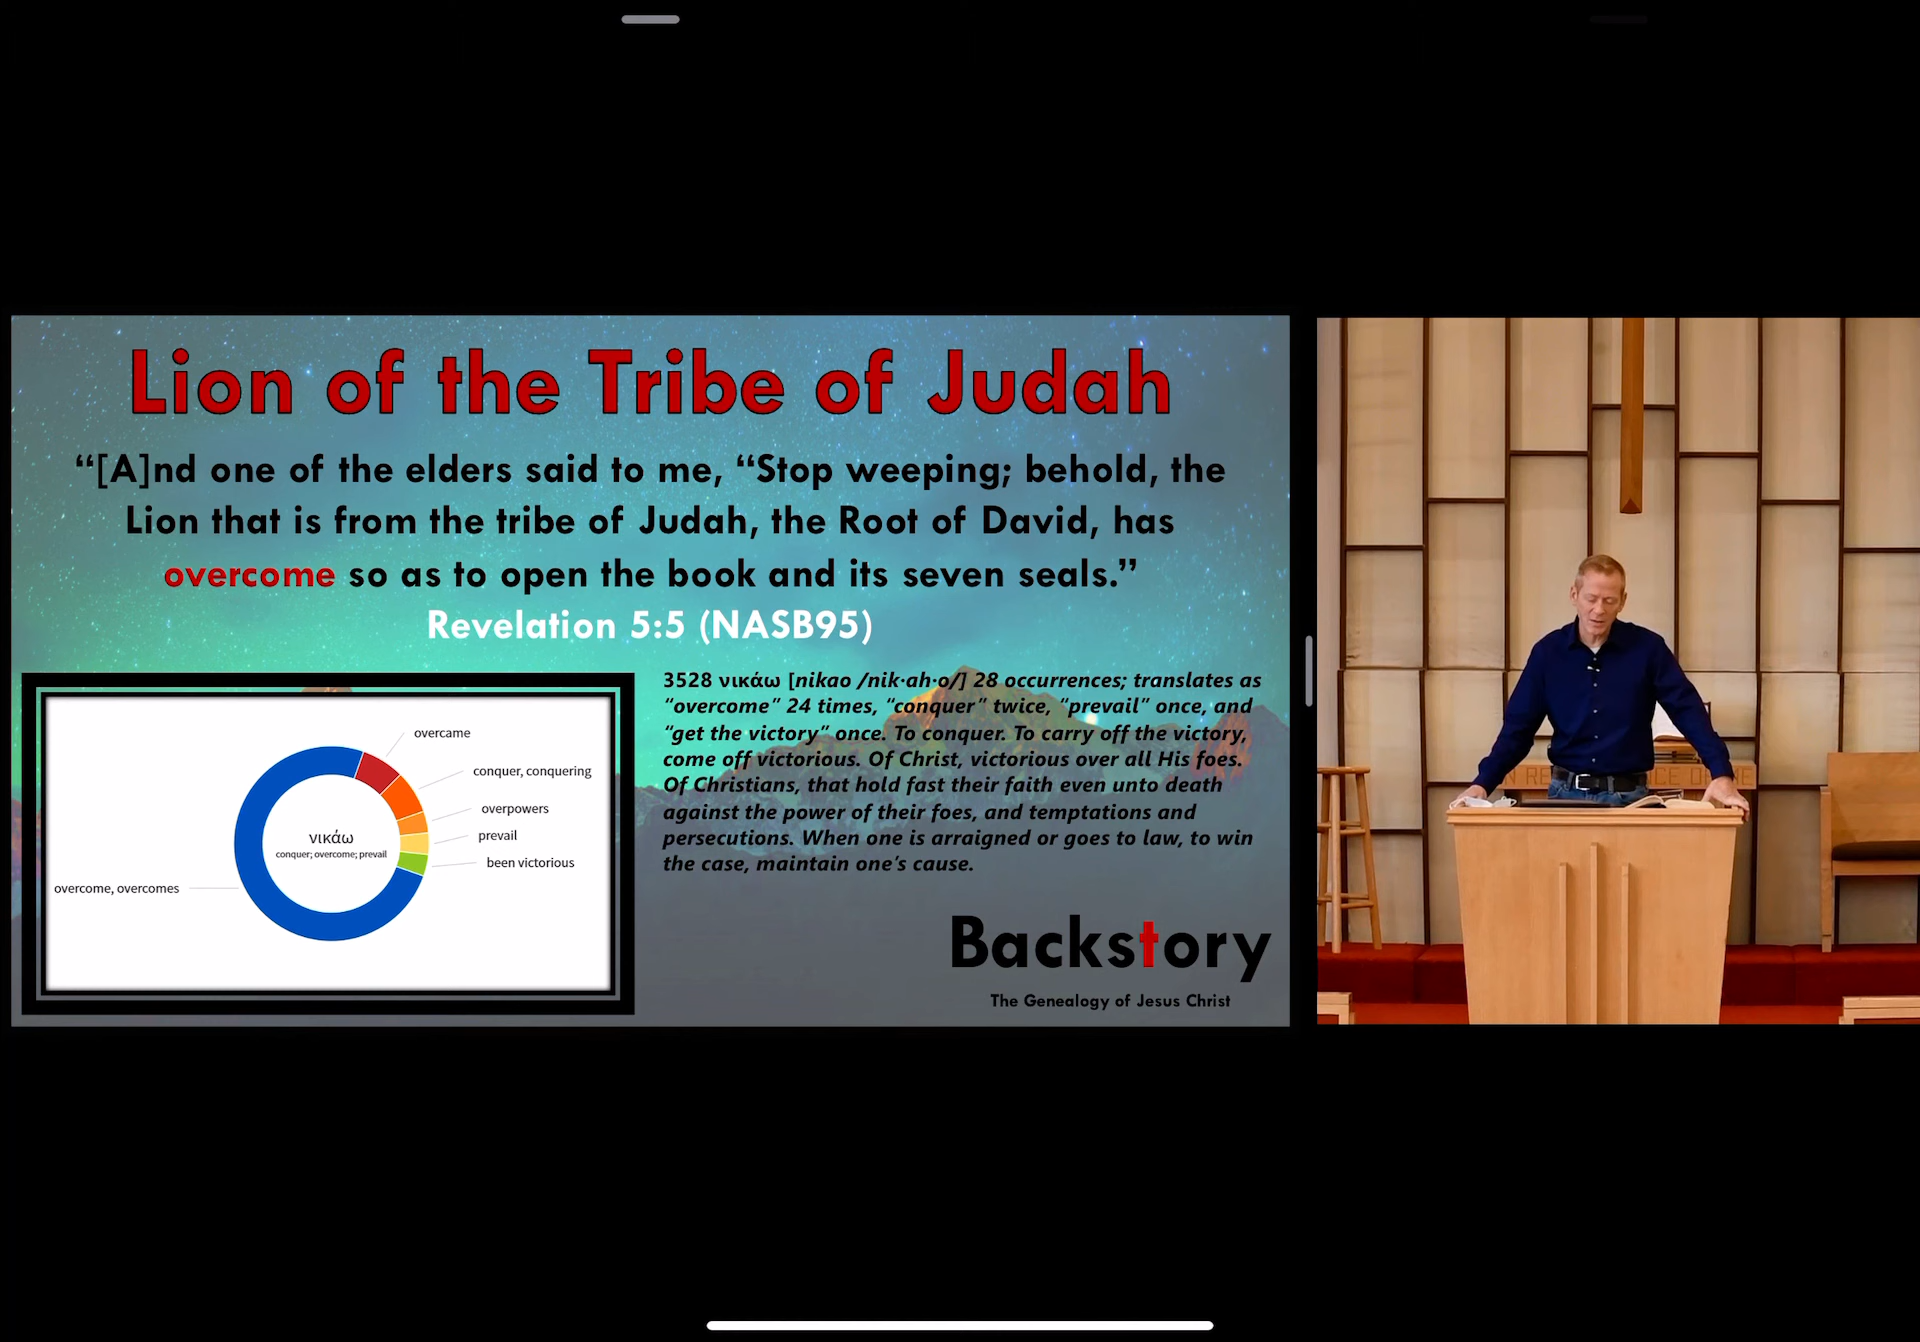 Lion of the Tribe of Judah
“[A]nd one of the elders said to me, “Stop weeping; behold, the
Lion that is from the tribe of Judah, the Root of David, has
overcome so as to open the book and its seven seals.”
Revelation 5:5 (NASB95)
overcame
conquer, conquering
overpowers
prevail
been victorious
overcome, overcomes
νικάω
conquer; overcome; prevail
3528 νικάω [nikao /nik·ah·o/] 28 occurrences; translates as
“overcome” 24 times, “conquer” twice, “prevail” once, and
“get the victory” once. To conquer. To carry off the victory,
come off victorious. Of Christ, victorious over all His foes.
Of Christians, that hold fast their faith even unto death
against the power of their foes, and temptations and
persecutions. When one is arraigned or goes to law, to win
the case, maintain one’s cause.
Backstory
The Genealogy of Jesus Christ